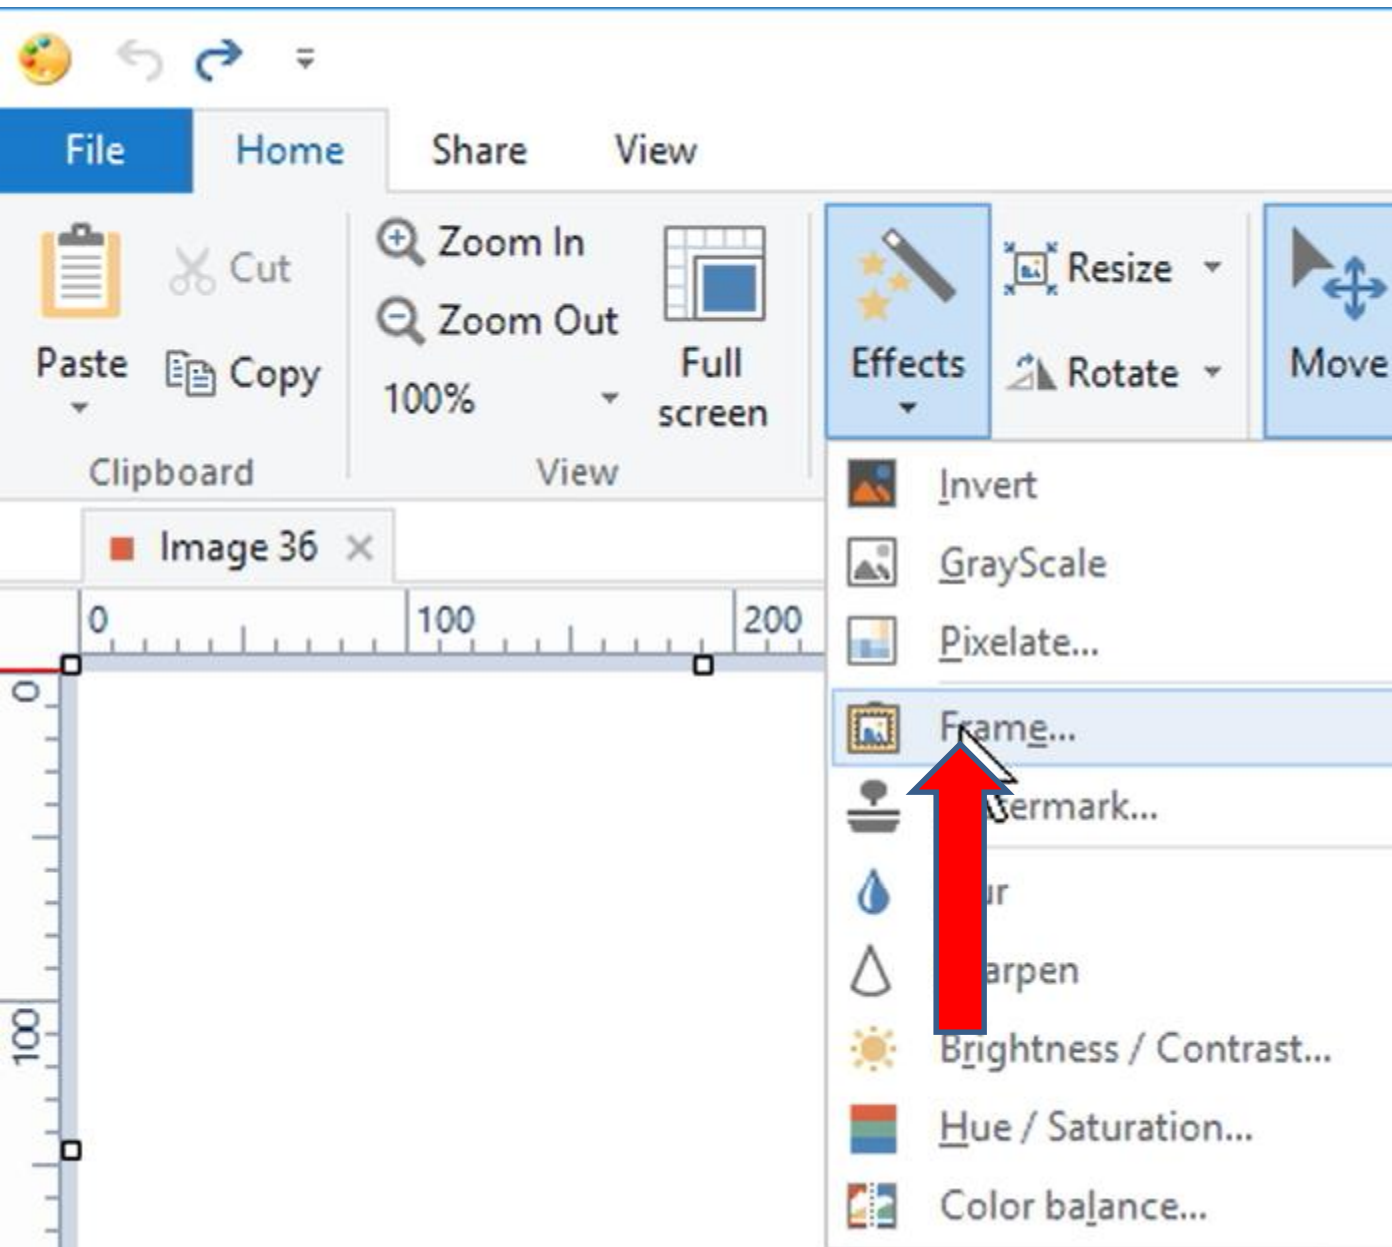 File Home Share View
Paste
Cut
Copy
Clipboard
Zoom In
Zoom Out
100%
Full
screen
View
Effects
Resize
Rotate
Move
Image 36
0 100 200
0
100
Invert
GrayScale
Pixelate...
Frame...
termark...
ur
arpen
Brightness / Contrast...
Hue / Saturation...
Color balance...